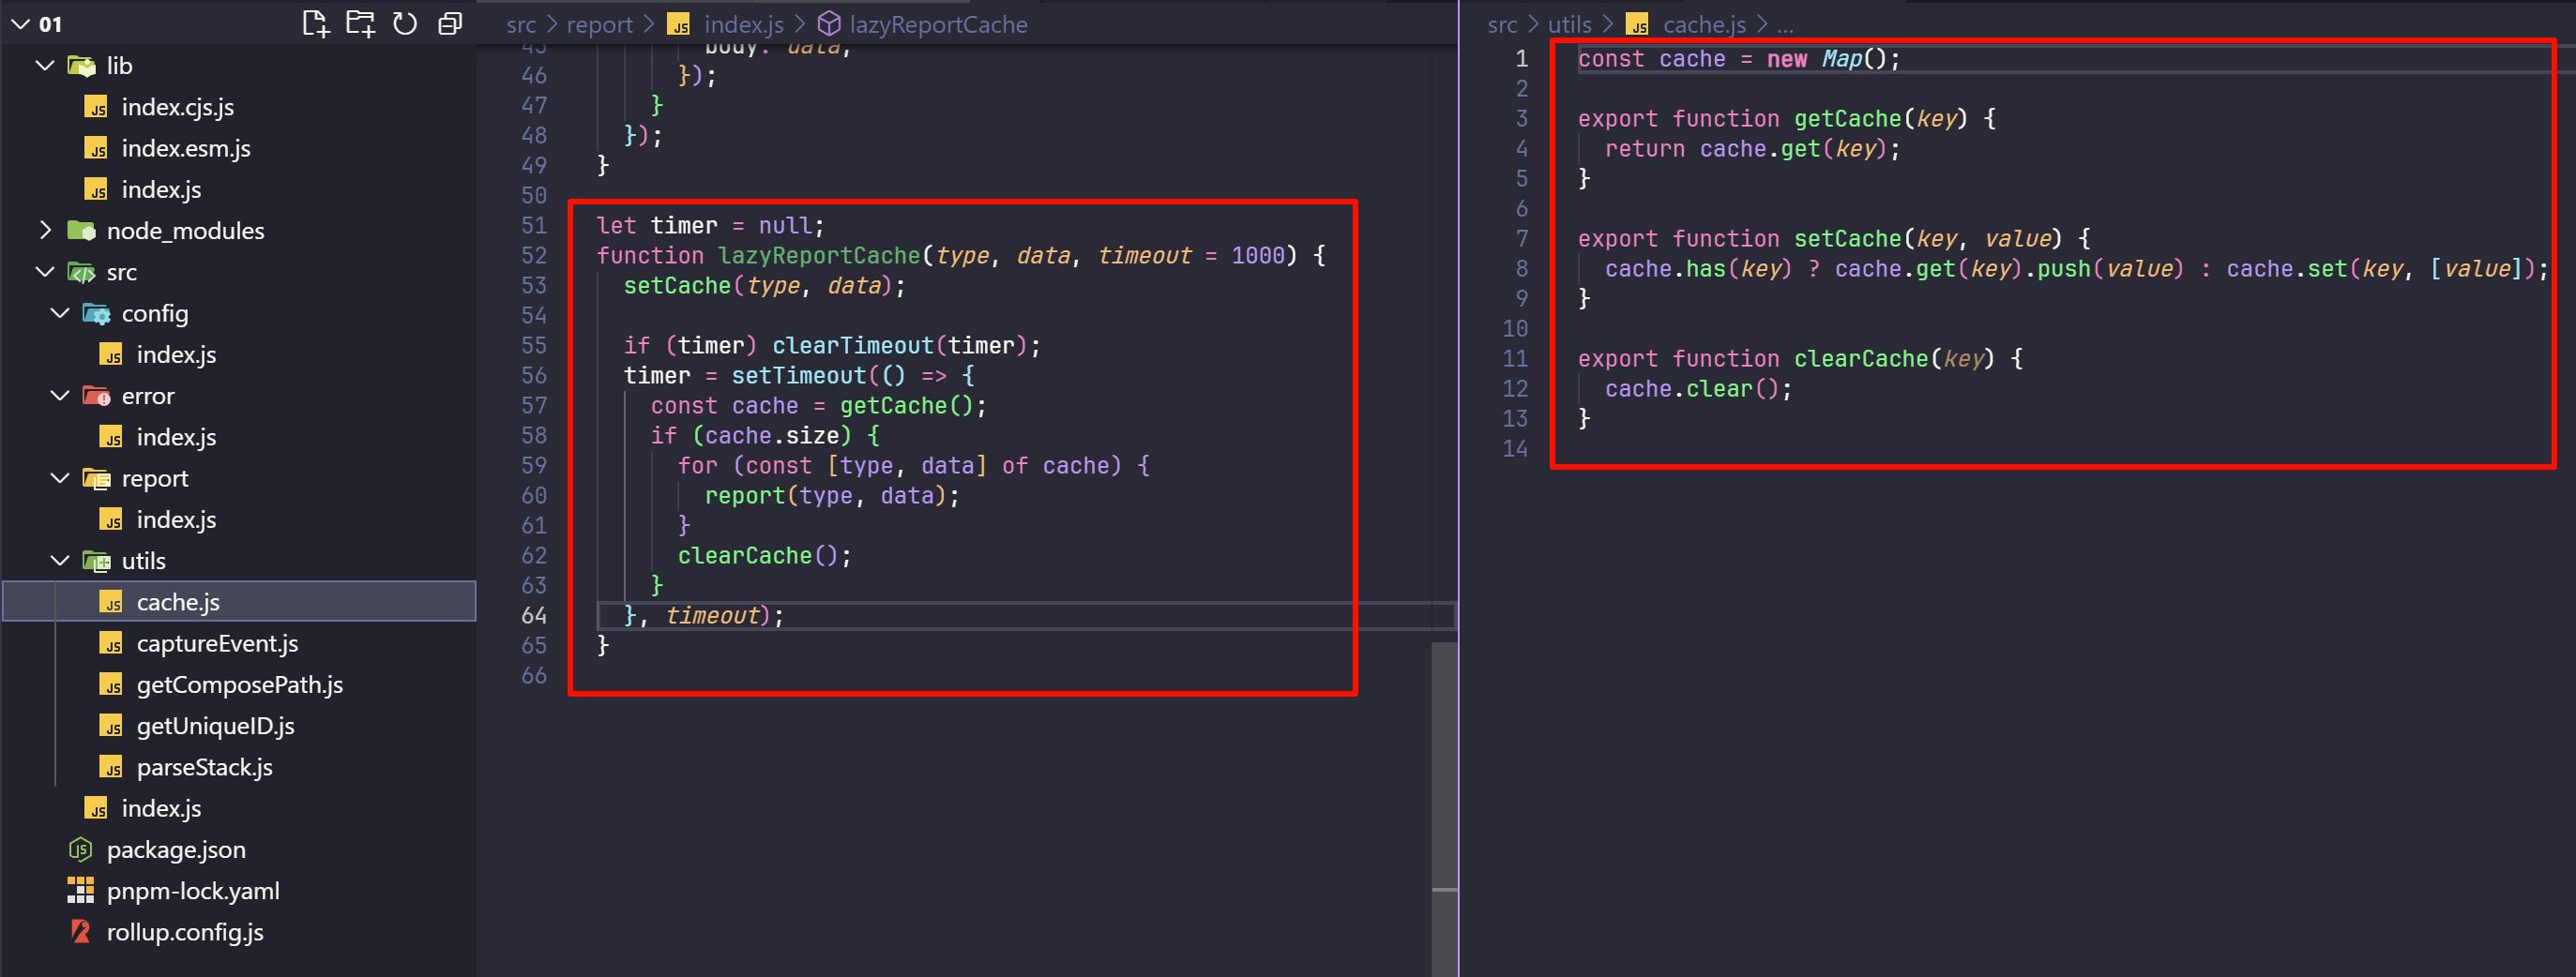 01
lib
index.cjs.js
index.esm.js
index.js
node_modules
src
config
index.js
error
index.js
report
index.js
utils
cache.js
captureEvent.js
getComposePath.js
getUniqueID.js
parseStack.js
index.js
package.json
pnpm-lock.yaml
rollup.config.js
src > report > JS index.js > lazyReportCache
45 body: data,
46 });
47 }
48 });
49 }
50
51 let timer = null;
52 function lazyReportCache(type, data, timeout = 1000) {
53 setCache(type, data);
54
55 if (timer) clearTimeout(timer);
56 timer = setTimeout(() => {
57 const cache = getCache();
58 if (cache.size) {
59 for (const [type, data] of cache) {
60 report(type, data);
61 }
62 clearCache();
63 }
64 }, timeout);
65 }
66
src > utils > JS cache.js > ...
1 const cache = new Map();
2
3 export function getCache(key) {
4 return cache.get(key);
5 }
6
7 export function setCache(key, value) {
8 cache.has(key) ? cache.get(key).push(value) : cache.set(key, [value]);
9 }
10
11 export function clearCache(key) {
12 cache.clear();
13 }
14